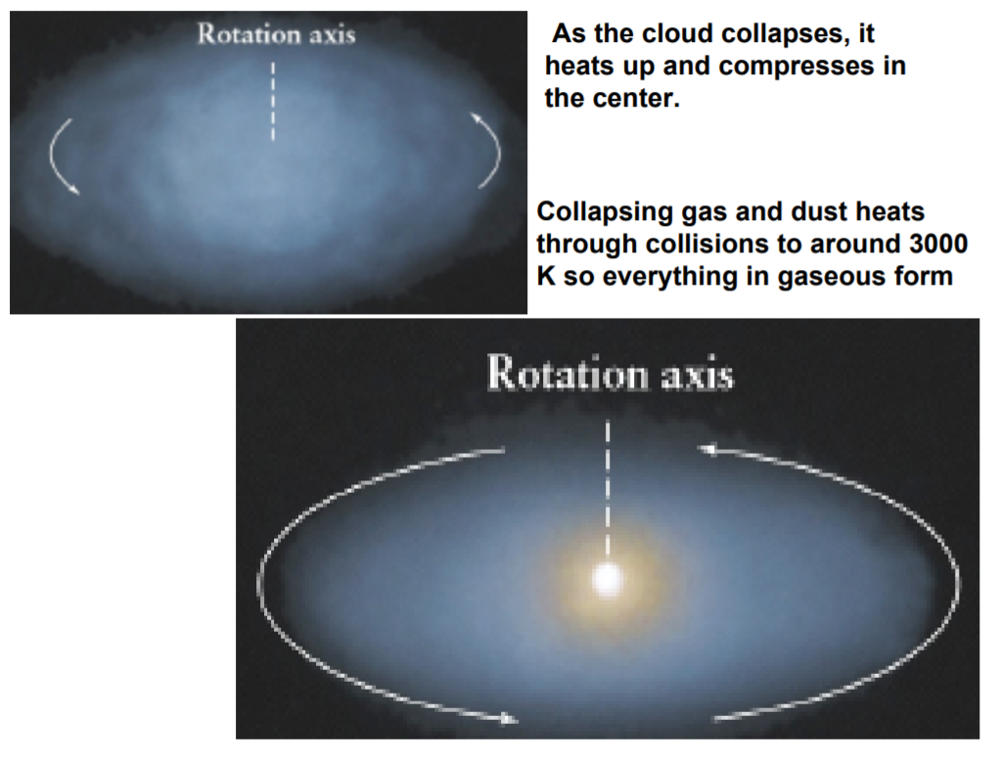 Rotation axis
As the cloud collapses, it
heats up and compresses in
the center.
Collapsing gas and dust heats
through collisions to around 3000
K so everything in gaseous form
Rotation axis